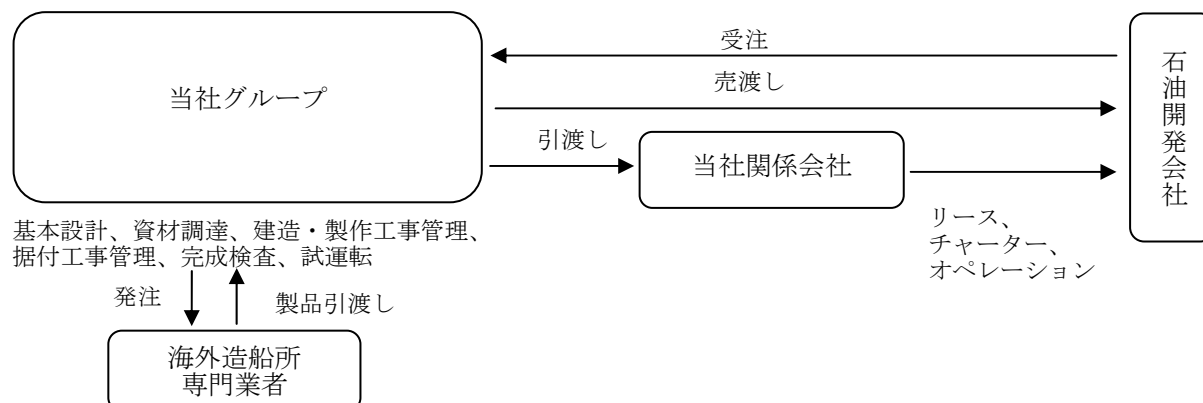 受注
当社グループ
売渡し
引渡し
当社関係会社
石油開発会社
基本設計、資材調達、建造・製作工事管理、
据付工事管理、完成検査、試運転
リース、
チャーター、
オペレーション
発注
製品引渡し
海外造船所
専門業者